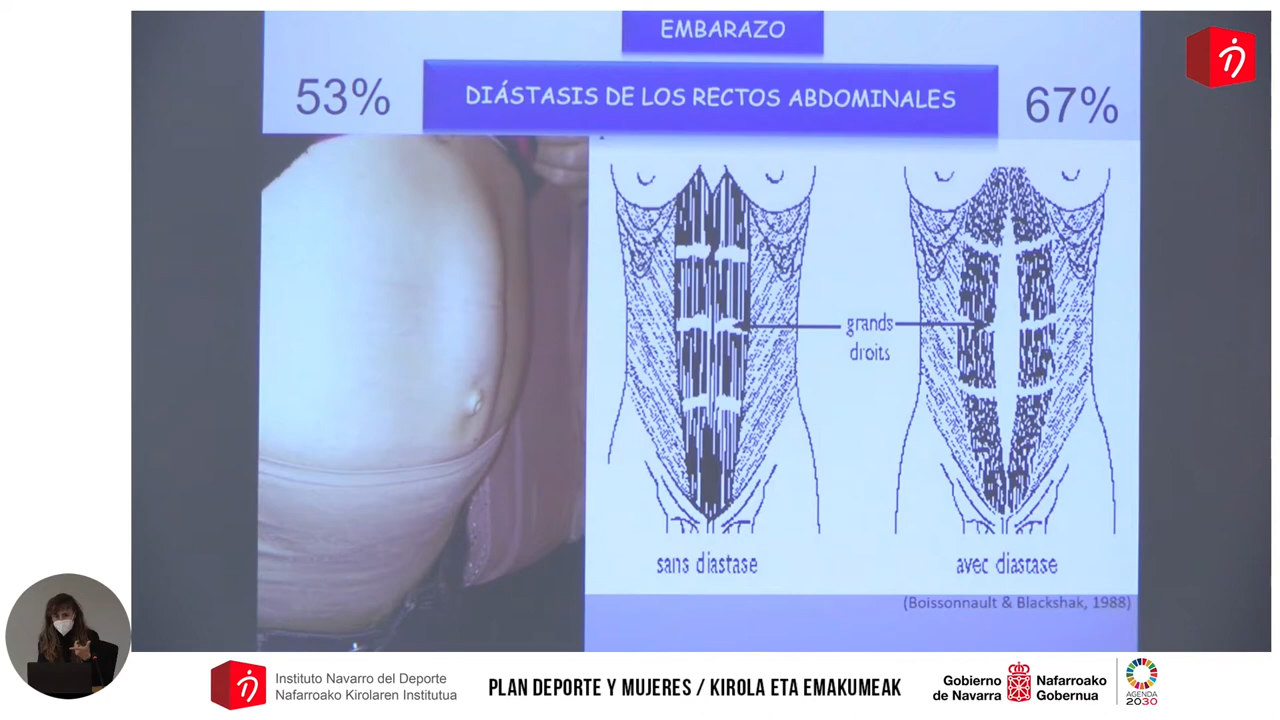 EMBARAZO
53%
DIÁSTASIS DE LOS RECTOS ABDOMINALES
67%
grands
droits
sans diastase
avec diastase
(Boissonnault & Blackshak, 1988)
Instituto Navarro del Deporte
Nafarroako Kirolaren Institutua
PLAN DEPORTE Y MUJERES / KIROLA ETA EMAKUMEAK
Gobierno
de Navarra
Nafarroako
Gobernua
AGENDA
2030